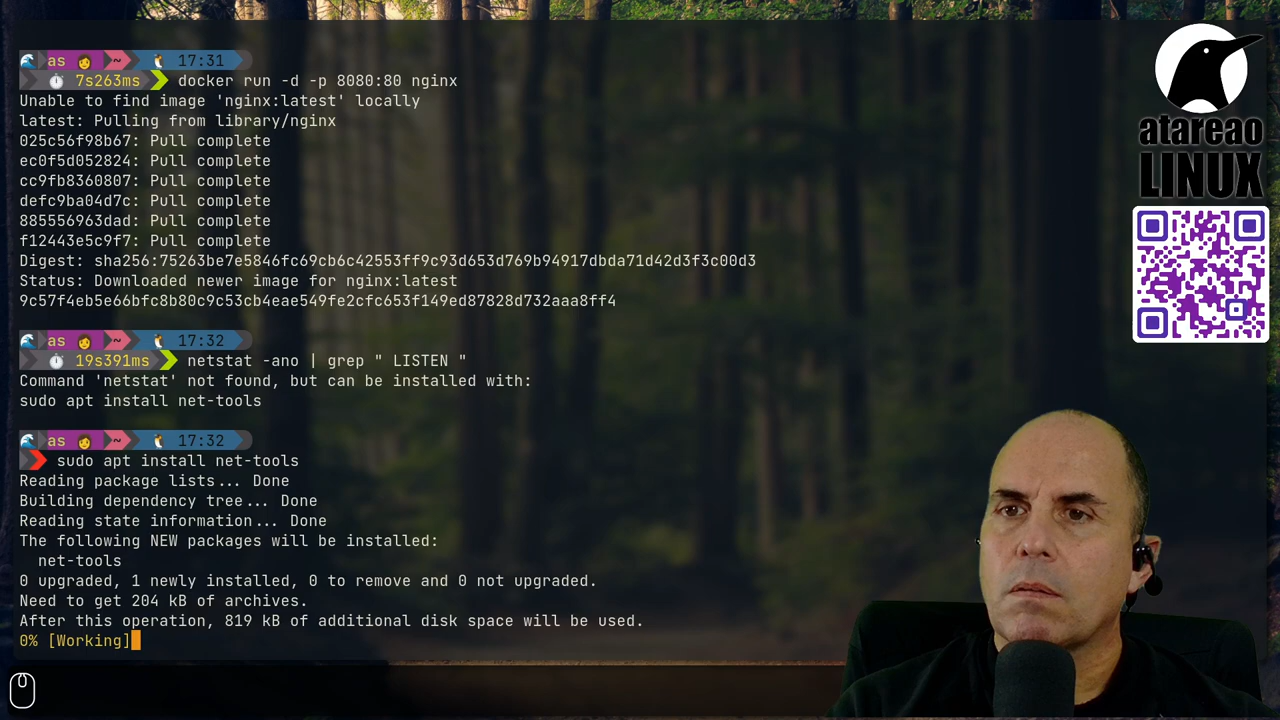 as ~ 17:31
7s263ms docker run -d -p 8080:80 nginx
Unable to find image 'nginx:latest' locally
latest: Pulling from library/nginx
025c56f98b67: Pull complete
ec0f5d052824: Pull complete
cc9fb8360807: Pull complete
defc9ba04d7c: Pull complete
885556963dad: Pull complete
f12443e5c9f7: Pull complete
Digest: sha256:75263be7e5846fc69cb6c42553ff9c93d653d769b94917dbda71d42d3f3c00d3
Status: Downloaded newer image for nginx:latest
9c57f4eb5e66bfc8b80c9c53cb4eae549fe2cfc653f149ed87828d732aaa8ff4
as ~ 17:32
19s391ms netstat -ano | grep " LISTEN "
Command 'netstat' not found, but can be installed with:
sudo apt install net-tools
as ~ 17:32
sudo apt install net-tools
Reading package lists... Done
Building dependency tree... Done
Reading state information... Done
The following NEW packages will be installed:
net-tools
0 upgraded, 1 newly installed, 0 to remove and 0 not upgraded.
Need to get 204 kB of archives.
After this operation, 819 kB of additional disk space will be used.
0% [Working]
atareao
LINUX